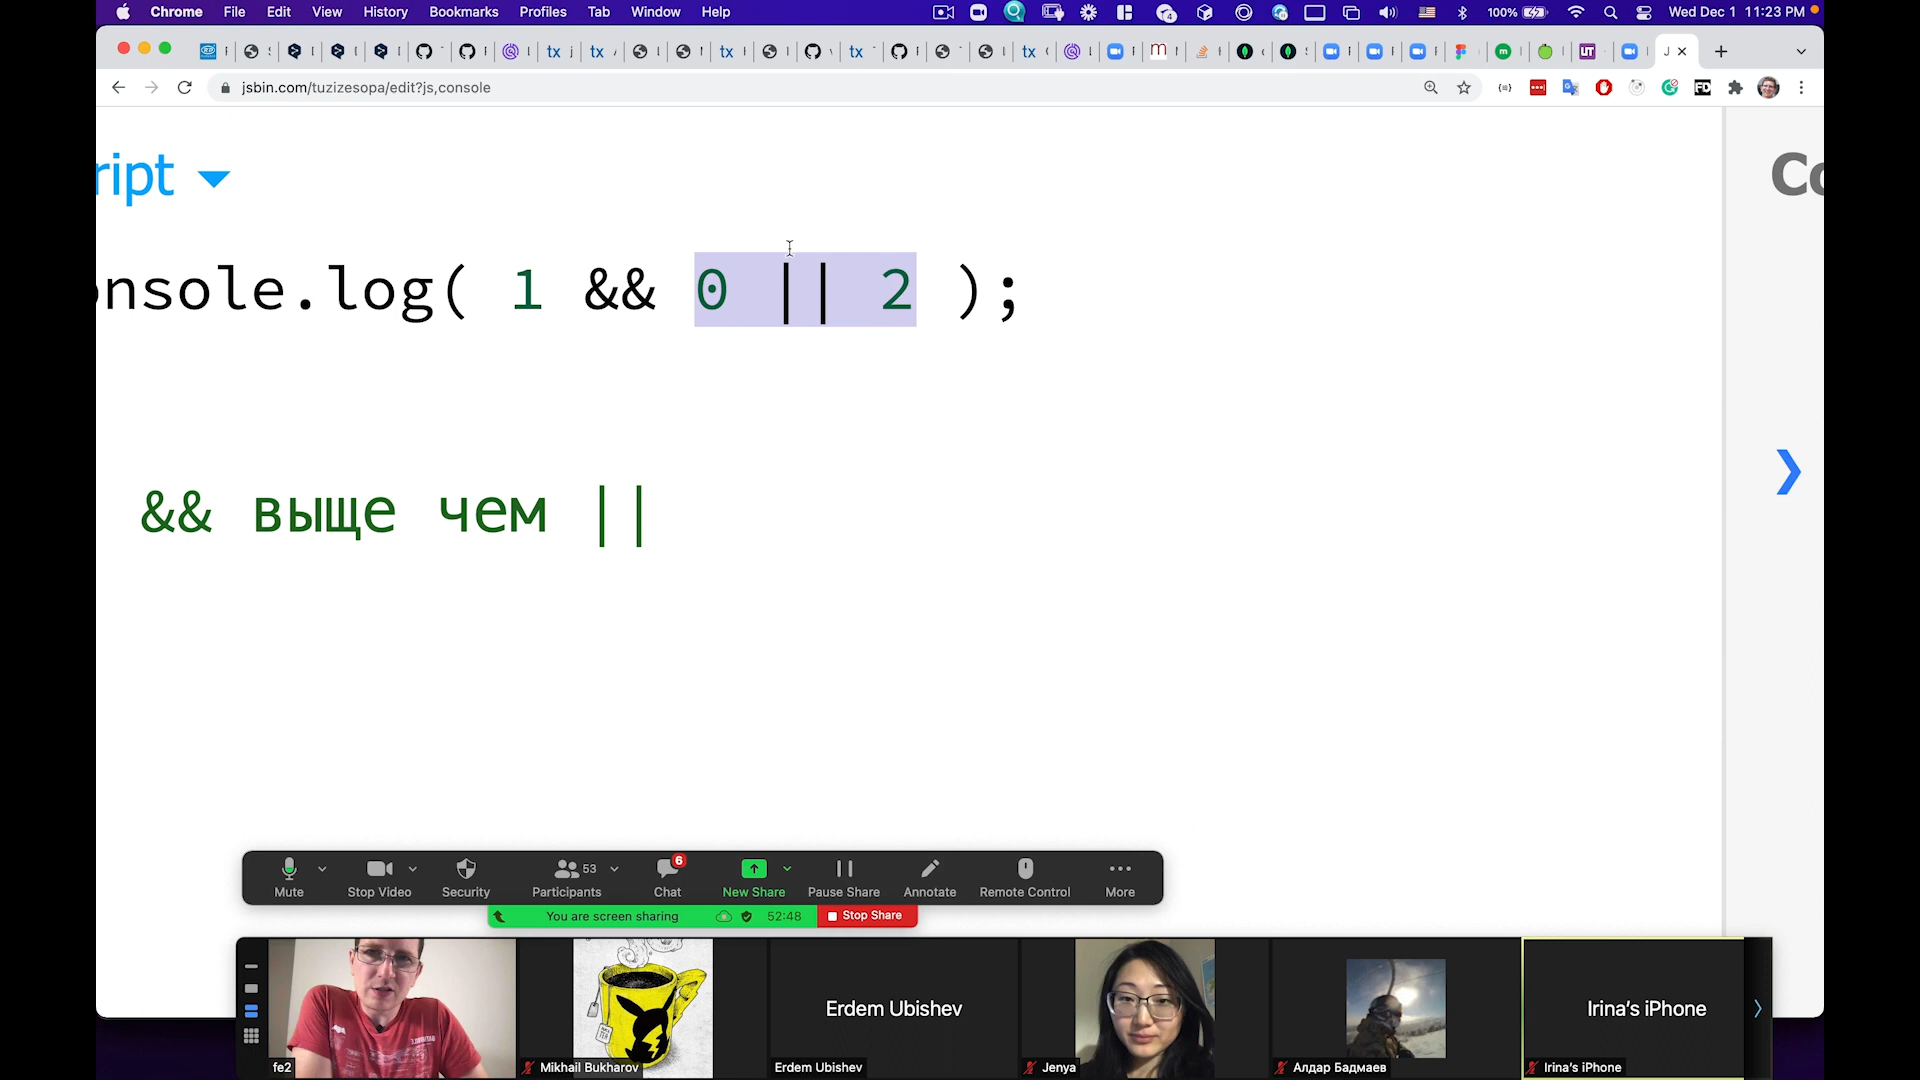 Chrome File Edit View History Bookmarks Profiles Tab Window Help
100% Wed Dec 1 11:23 PM
jsbin.com/tuzizesopa/edit?js,console
ript
Co
onsole.log( 1 && 0 || 2 );
&& выще чем ||
53 6
Mute Stop Video Security Participants Chat New Share Pause Share Annotate Remote Control More
You are screen sharing 52:48 Stop Share
Erdem Ubishev Irina's iPhone
fe2 Mikhail Bukharov Erdem Ubishev Jenya Алдар Бадмаев Irina's iPhone